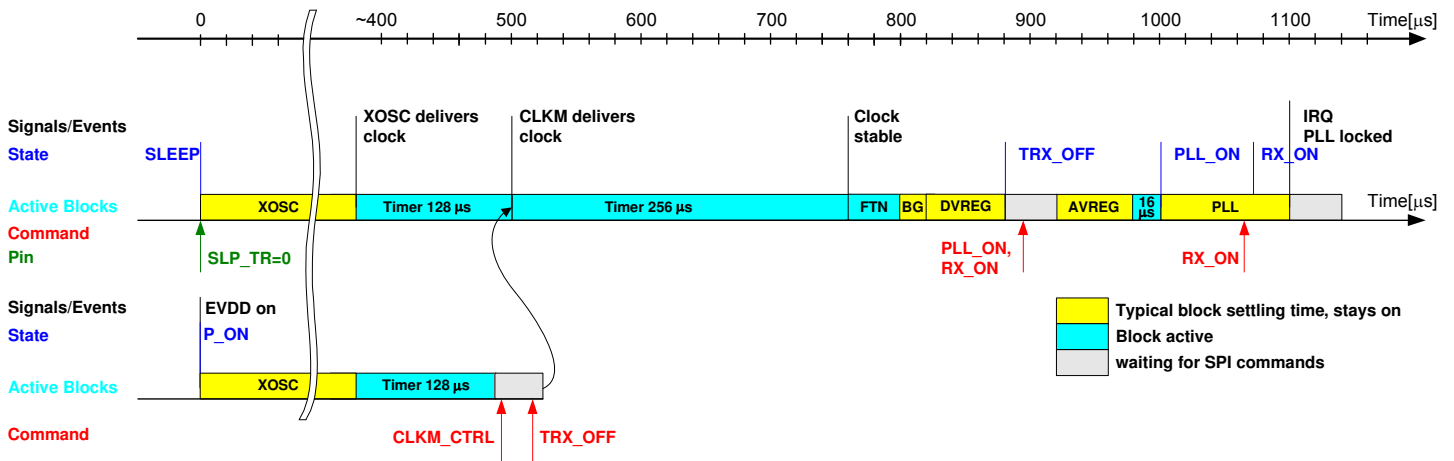 0 ~400 500 600 700 800 900 1000 1100 Time[μs]
XOSC delivers
clock
CLKM delivers
clock
Clock
stable
IRQ
PLL locked
Signals/Events
State
SLEEP
TRX_OFF
PLL_ON
RX_ON
Active Blocks
XOSC
Timer 128 μs
Timer 256 μs
FTN
BG
DVREG
AVREG
16
μs
PLL
Time[μs]
Command
Pin
SLP_TR=0
PLL_ON,
RX_ON
RX_ON
Signals/Events
EVDD on
State
P_ON
Typical block settling time, stays on
Block active
waiting for SPI commands
Active Blocks
XOSC
Timer 128 μs
Command
CLKM_CTRL
TRX_OFF